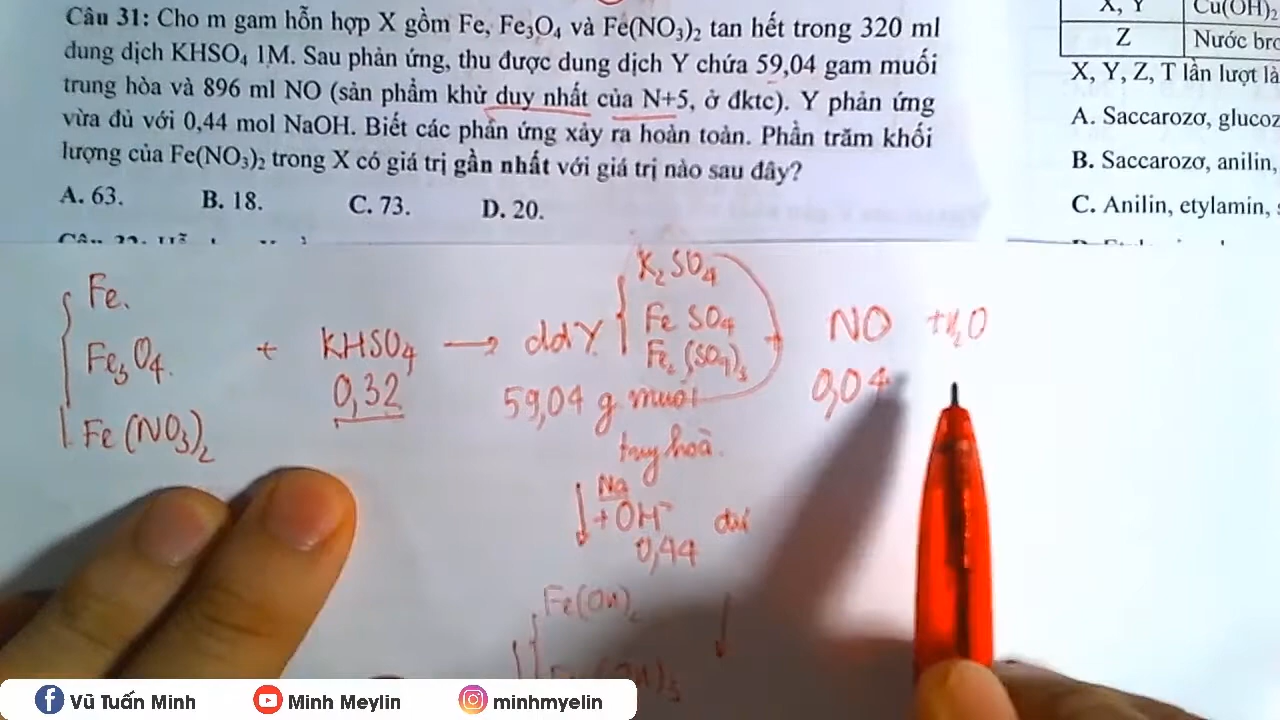 Câu 31: Cho m gam hỗn hợp X gồm Fe, Fe₃O₄ và Fe(NO₃)₂ tan hết trong 320 ml
dung dịch KHSO₄ 1M. Sau phản ứng, thu được dung dịch Y chứa 59,04 gam muối
trung hòa và 896 ml NO (sản phẩm khử duy nhất của N+5, ở đktc). Y phản ứng
vừa đủ với 0,44 mol NaOH. Biết các phản ứng xảy ra hoàn toàn. Phần trăm khối
lượng của Fe(NO₃)₂ trong X có giá trị gần nhất với giá trị nào sau đây?
A. 63. B. 18. C. 73. D. 20.
X, Y Cu(OH)₂
Z Nước bro
X, Y, Z, T lần lượt là
A. Saccarozơ, glucoz
B. Saccarozơ, anilin,
C. Anilin, etylamin,
Fe.
Fe₃O₄.
Fe(NO₃)₂
+ KHSO₄ → ddY
0,32
K₂SO₄
FeSO₄
Fe₂(SO₄)₃
+ NO + H₂O
0,04
59,04 g muối
trung hoà.
Na
+ OH⁻
0,44
Fe(OH)₂
Vũ Tuấn Minh
Minh Meylin
minhmyelin